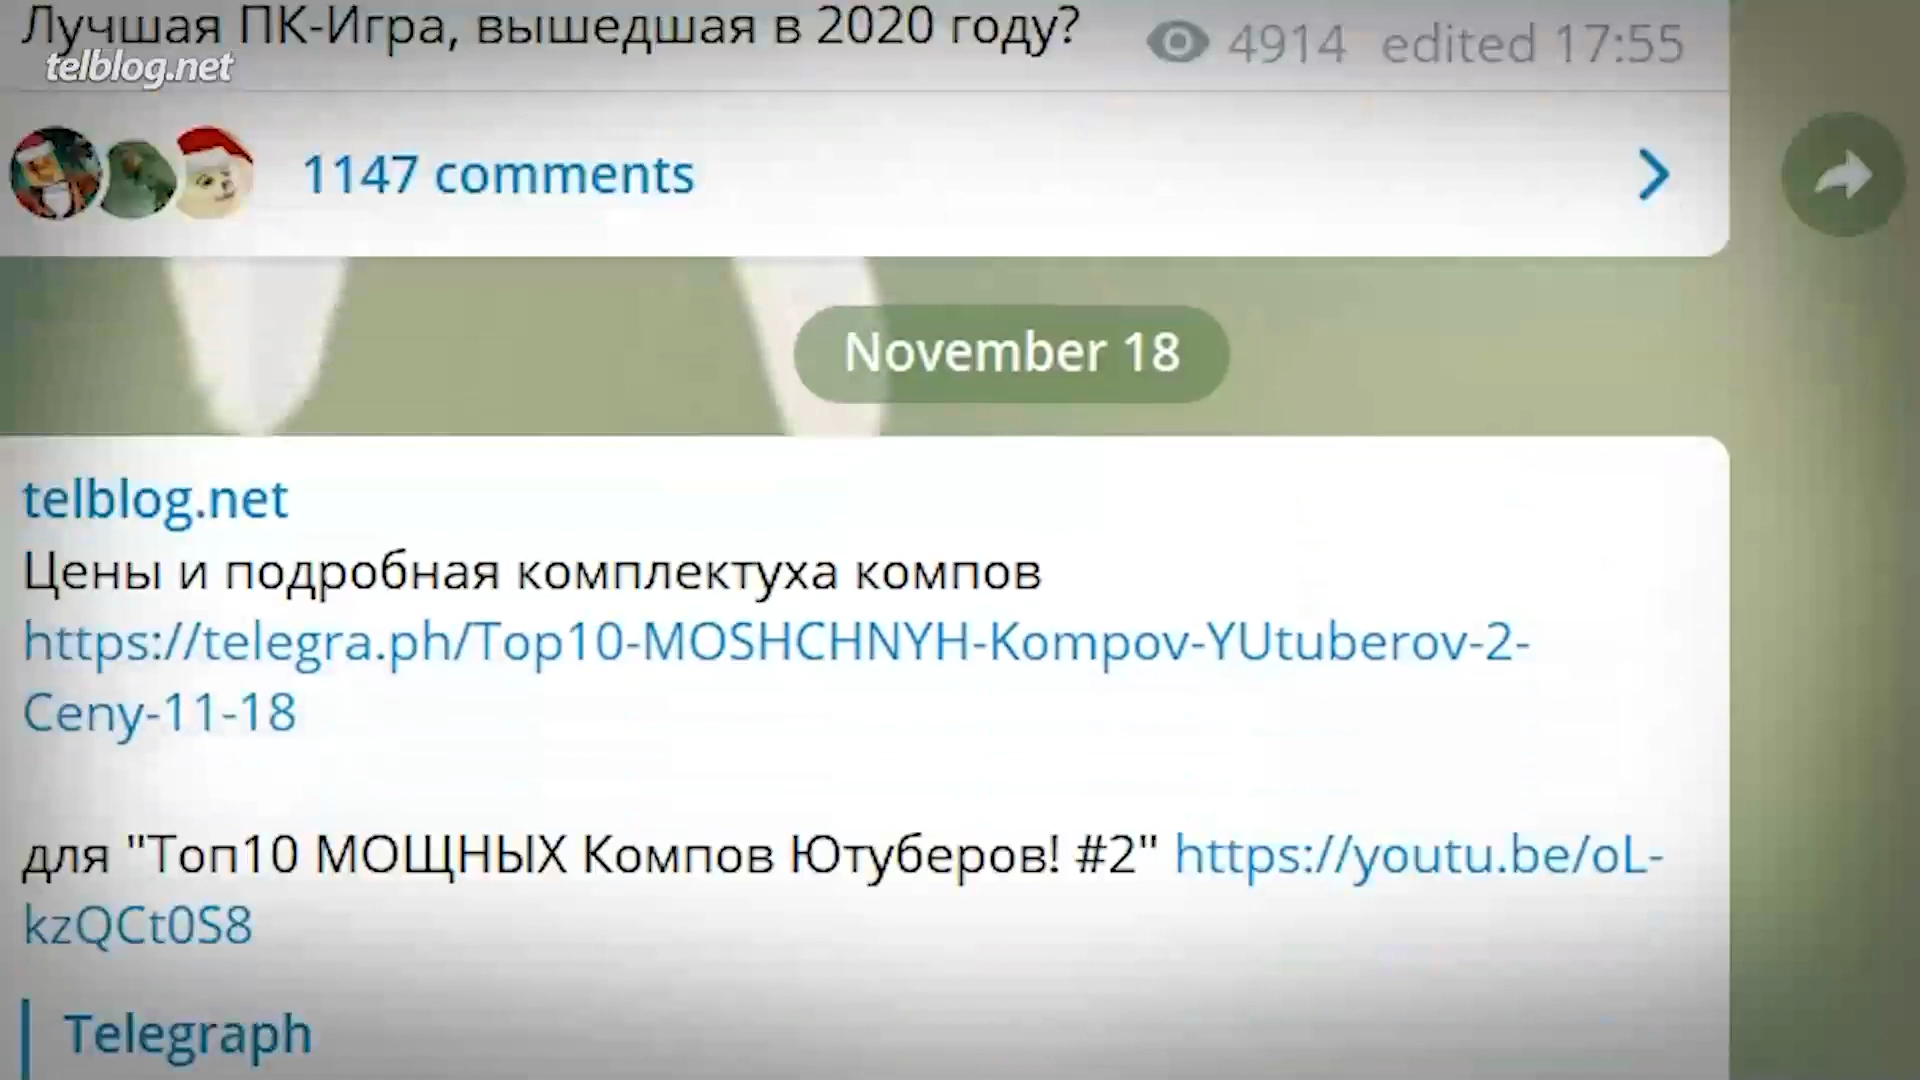 Лучшая ПК-Игра, вышедшая в 2020 году?
4914 edited 17:55
telblog.net
1147 comments
November 18
telblog.net
Цены и подробная комплектуха компов
https://telegra.ph/Top10-MOSHCHNYH-Kompov-YUtuberov-2-
Ceny-11-18
для "Топ10 МОЩНЫХ Компов Ютуберов! #2" https://youtu.be/oL-
kzQCt0S8
Telegraph